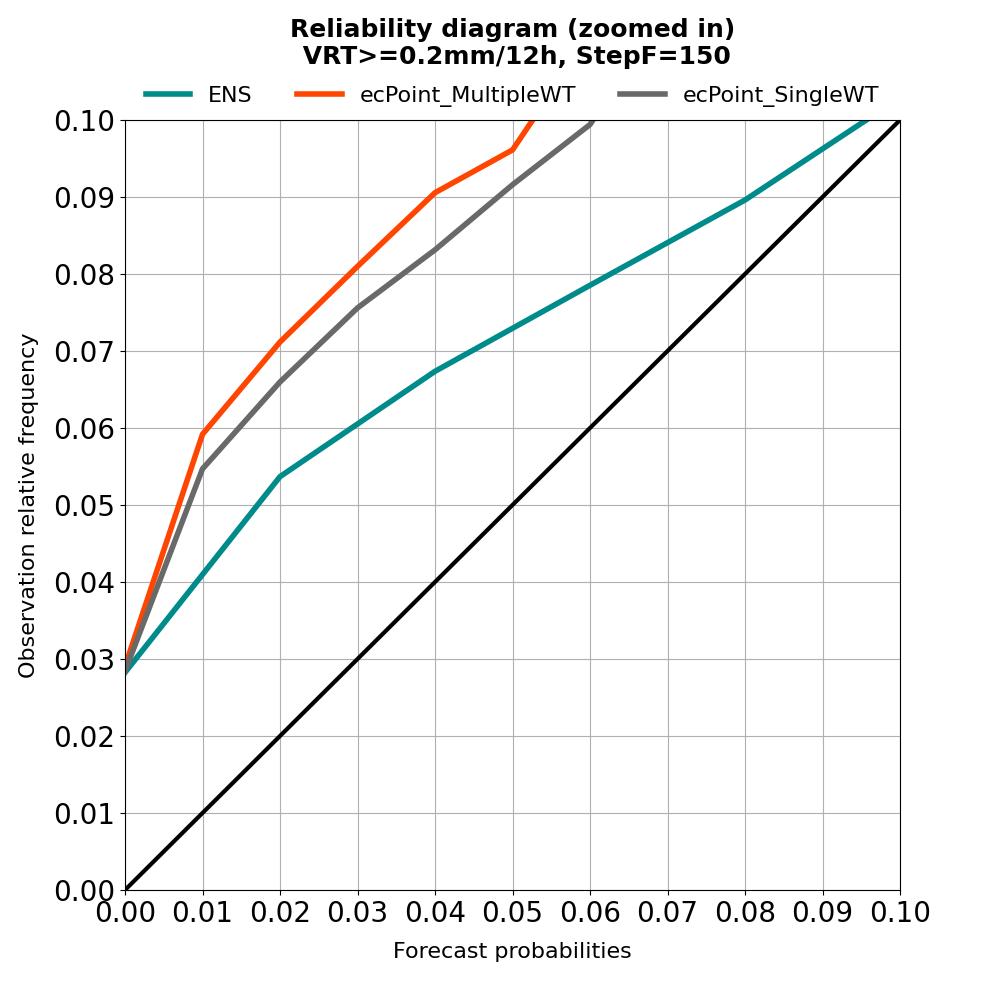 Reliability diagram (zoomed in)
VRT>=0.2mm/12h, StepF=150
ENS ecPoint_MultipleWT ecPoint_SingleWT
0.10
0.09
0.08
0.07
0.06
0.05
0.04
0.03
0.02
0.01
0.00
Observation relative frequency
0.00 0.01 0.02 0.03 0.04 0.05 0.06 0.07 0.08 0.09 0.10
Forecast probabilities